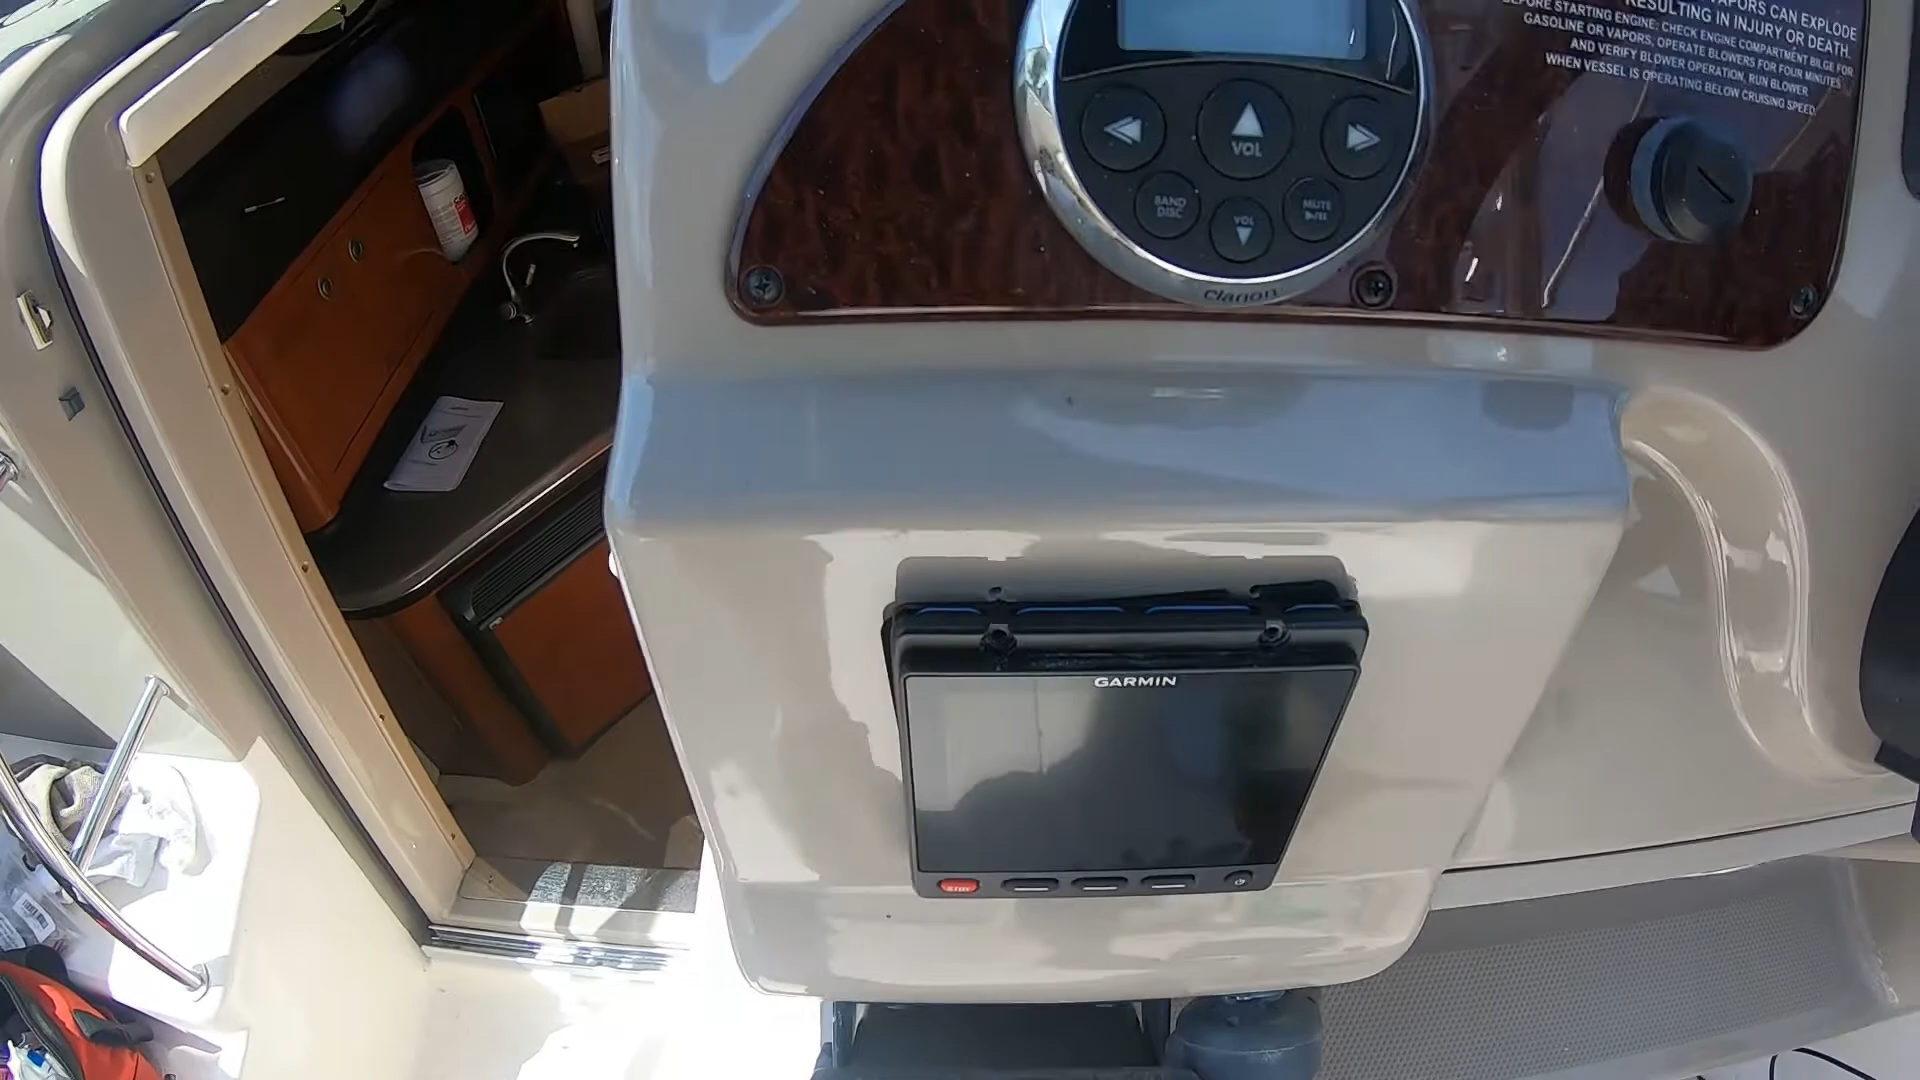 VAPORS CAN EXPLODE
RESULTING IN INJURY OR DEATH.
BEFORE STARTING ENGINE: CHECK ENGINE COMPARTMENT BILGE FOR
GASOLINE OR VAPORS, OPERATE BLOWERS FOR FOUR MINUTES
AND VERIFY BLOWER OPERATION, RUN BLOWER
WHEN VESSEL IS OPERATING BELOW CRUISING SPEED.
VOL
BAND
DISC
VOL
MUTE
Clarion
GARMIN